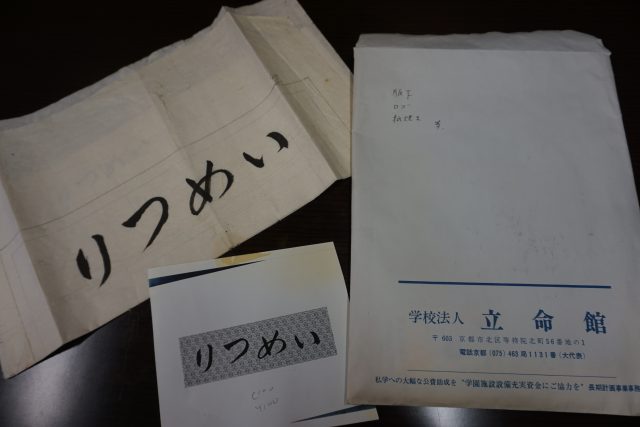 りつめい
りつめい
学校法人 立命館
〒603 京都市北区等持院北町56番地の1
電話京都(075)463局1131番(大代表)
私学への大幅な公費助成を "学園施設設備充実資金にご協力を" 長期計画事業事務